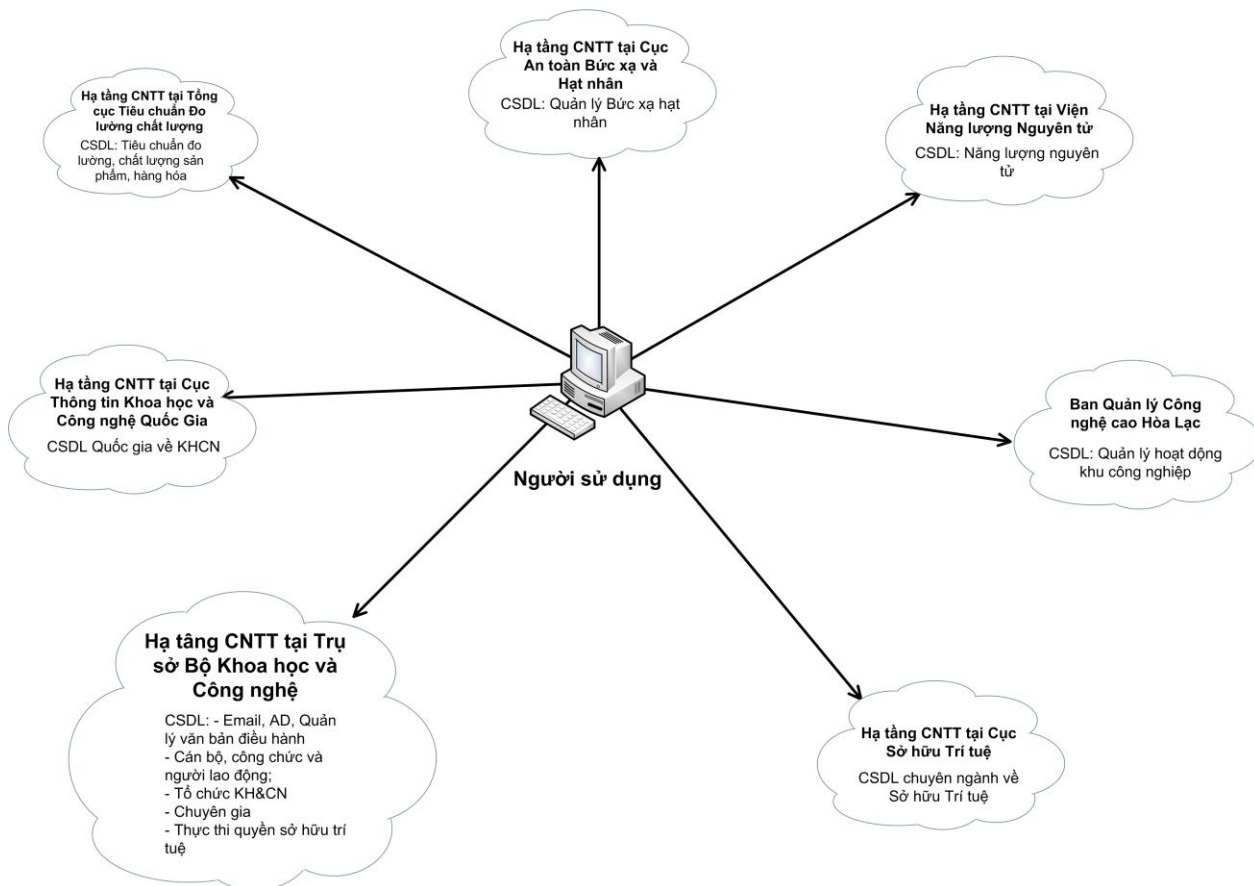 Hạ tầng CNTT tại Cục
An toàn Bức xạ và
Hạt nhân
CSDL: Quản lý Bức xạ hạt
nhân
Hạ tầng CNTT tại Tổng
cục Tiêu chuẩn Đo
lường chất lượng
CSDL: Tiêu chuẩn đo
lường, chất lượng sản
phẩm, hàng hóa
Hạ tầng CNTT tại Viện
Năng lượng Nguyên tử
CSDL: Năng lượng nguyên
tử
Hạ tầng CNTT tại Cục
Thông tin Khoa học và
Công nghệ Quốc Gia
CSDL Quốc gia về KHCN
Người sử dụng
Ban Quản lý Công
nghệ cao Hòa Lạc
CSDL: Quản lý hoạt dộng
khu công nghiệp
Hạ tâng CNTT tại Trụ
sở Bộ Khoa học và
Công nghệ
CSDL: - Email, AD, Quản
lý văn bản điều hành
- Cán bộ, công chức và
người lao động;
- Tổ chức KH&CN
- Chuyên gia
- Thực thi quyền sở hữu trí
tuệ
Hạ tầng CNTT tại Cục
Sở hữu Trí tuệ
CSDL chuyên ngành về
Sở hữu Trí tuệ